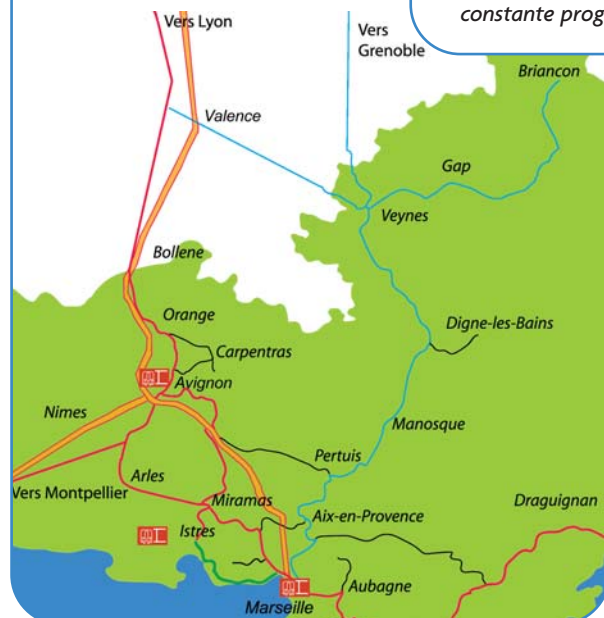 constante prog
Vers Lyon
Vers
Grenoble
Briancon
Valence
Gap
Veynes
Bollene
Orange
Digne-les-Bains
Carpentras
Avignon
Nimes
Manosque
Pertuis
Arles
Vers Montpellier
Miramas
Draguignan
Aix-en-Provence
Istres
Aubagne
Marseille